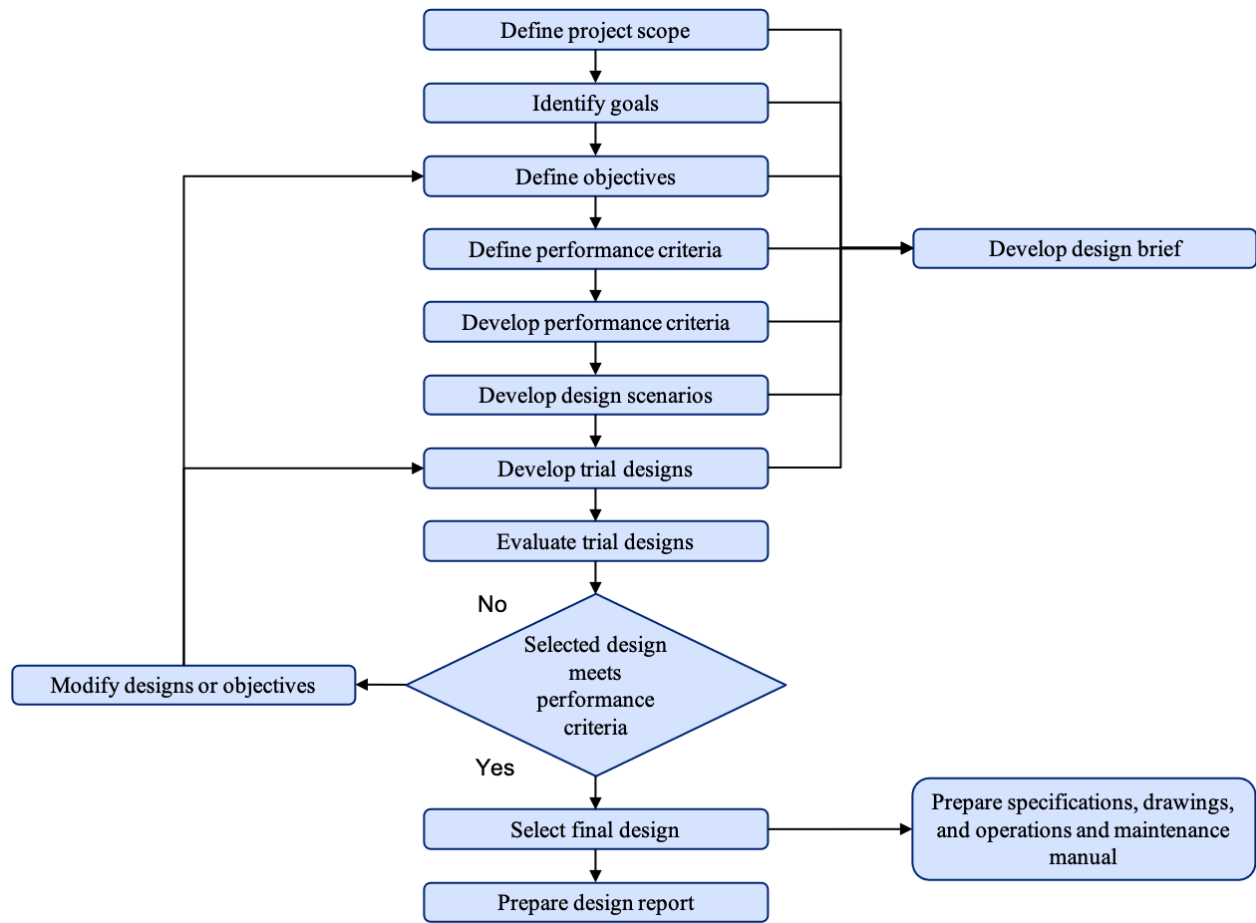 Define project scope
Identify goals
Define objectives
Define performance criteria
Develop design brief
Develop performance criteria
Develop design scenarios
Develop trial designs
Evaluate trial designs
No
Selected design
meets
performance
criteria
Modify designs or objectives
Yes
Select final design
Prepare specifications, drawings,
and operations and maintenance
manual
Prepare design report